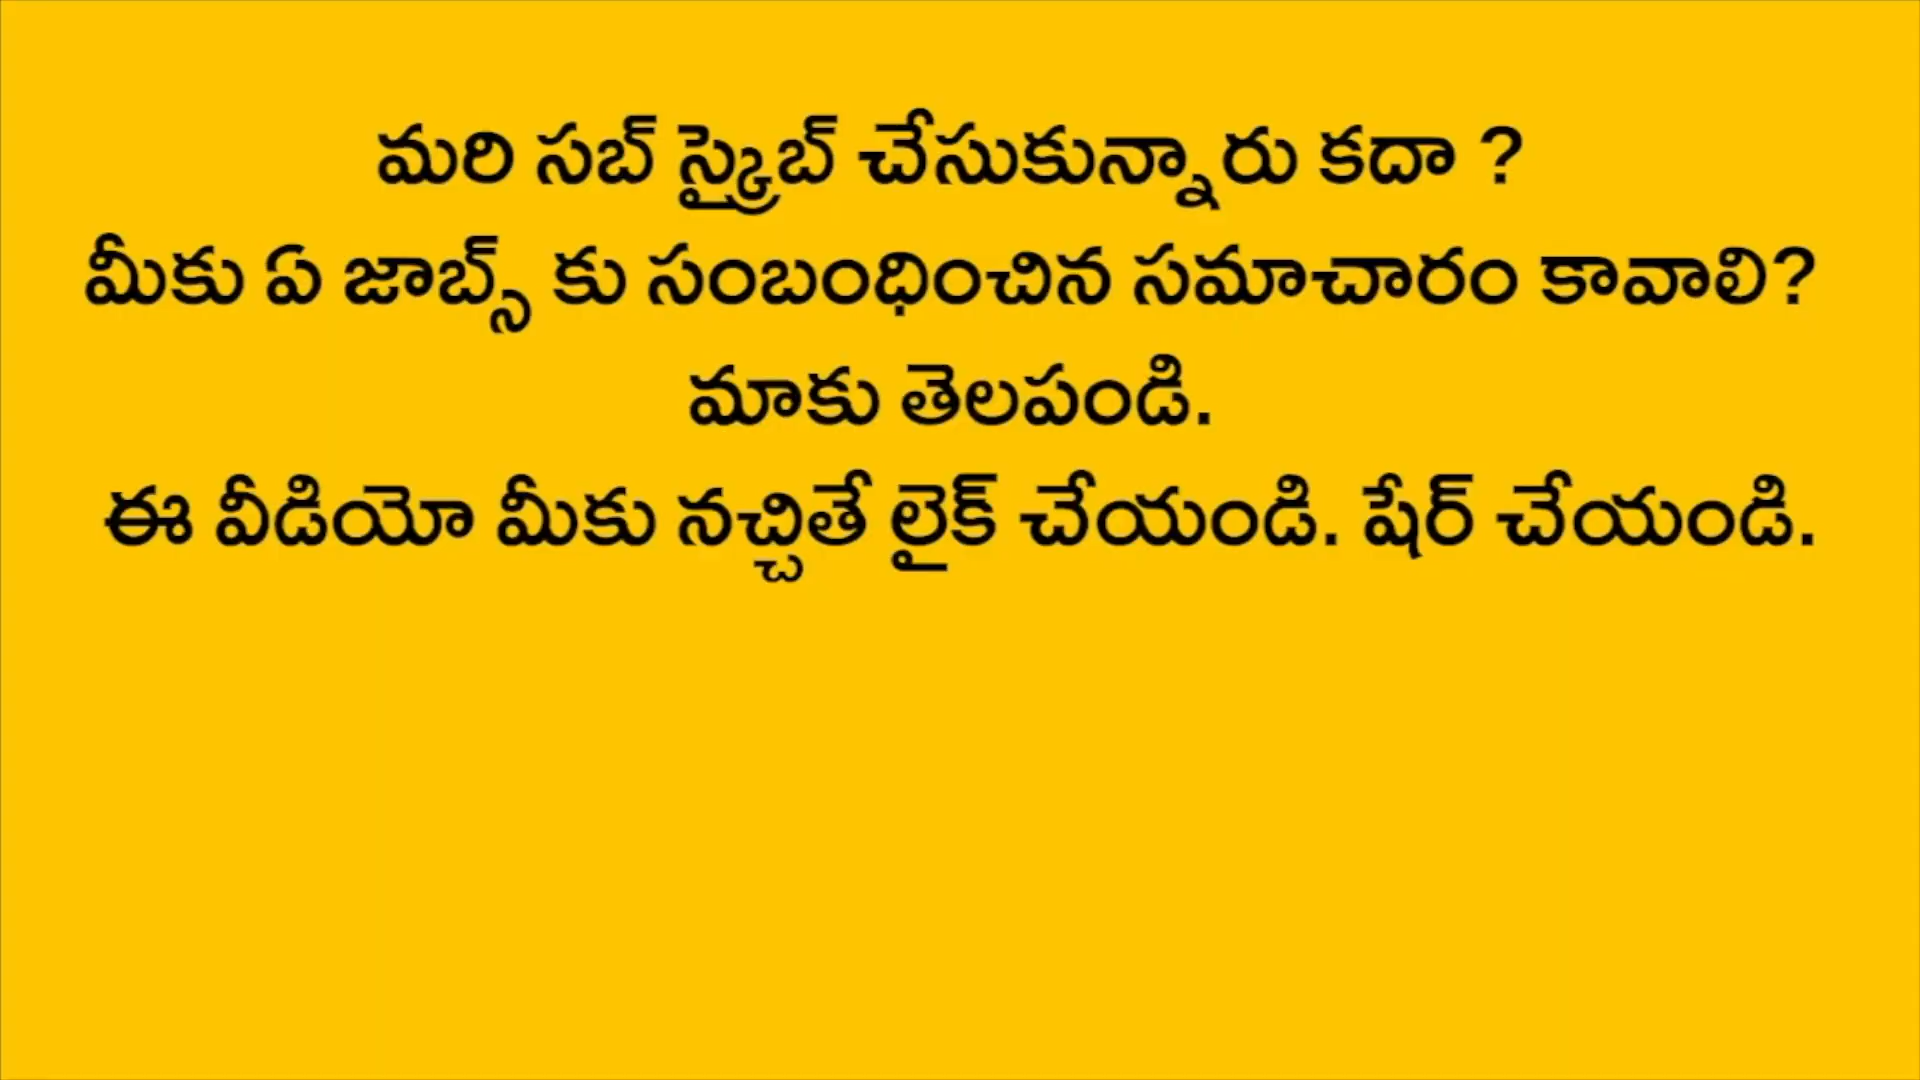 మరి సబ్ స్క్రైబ్ చేసుకున్నారు కదా ?
మీకు ఏ జాబ్స్ కు సంబంధించిన సమాచారం కావాలి?
మాకు తెలపండి.
ఈ వీడియో మీకు నచ్చితే లైక్ చేయండి. షేర్ చేయండి.